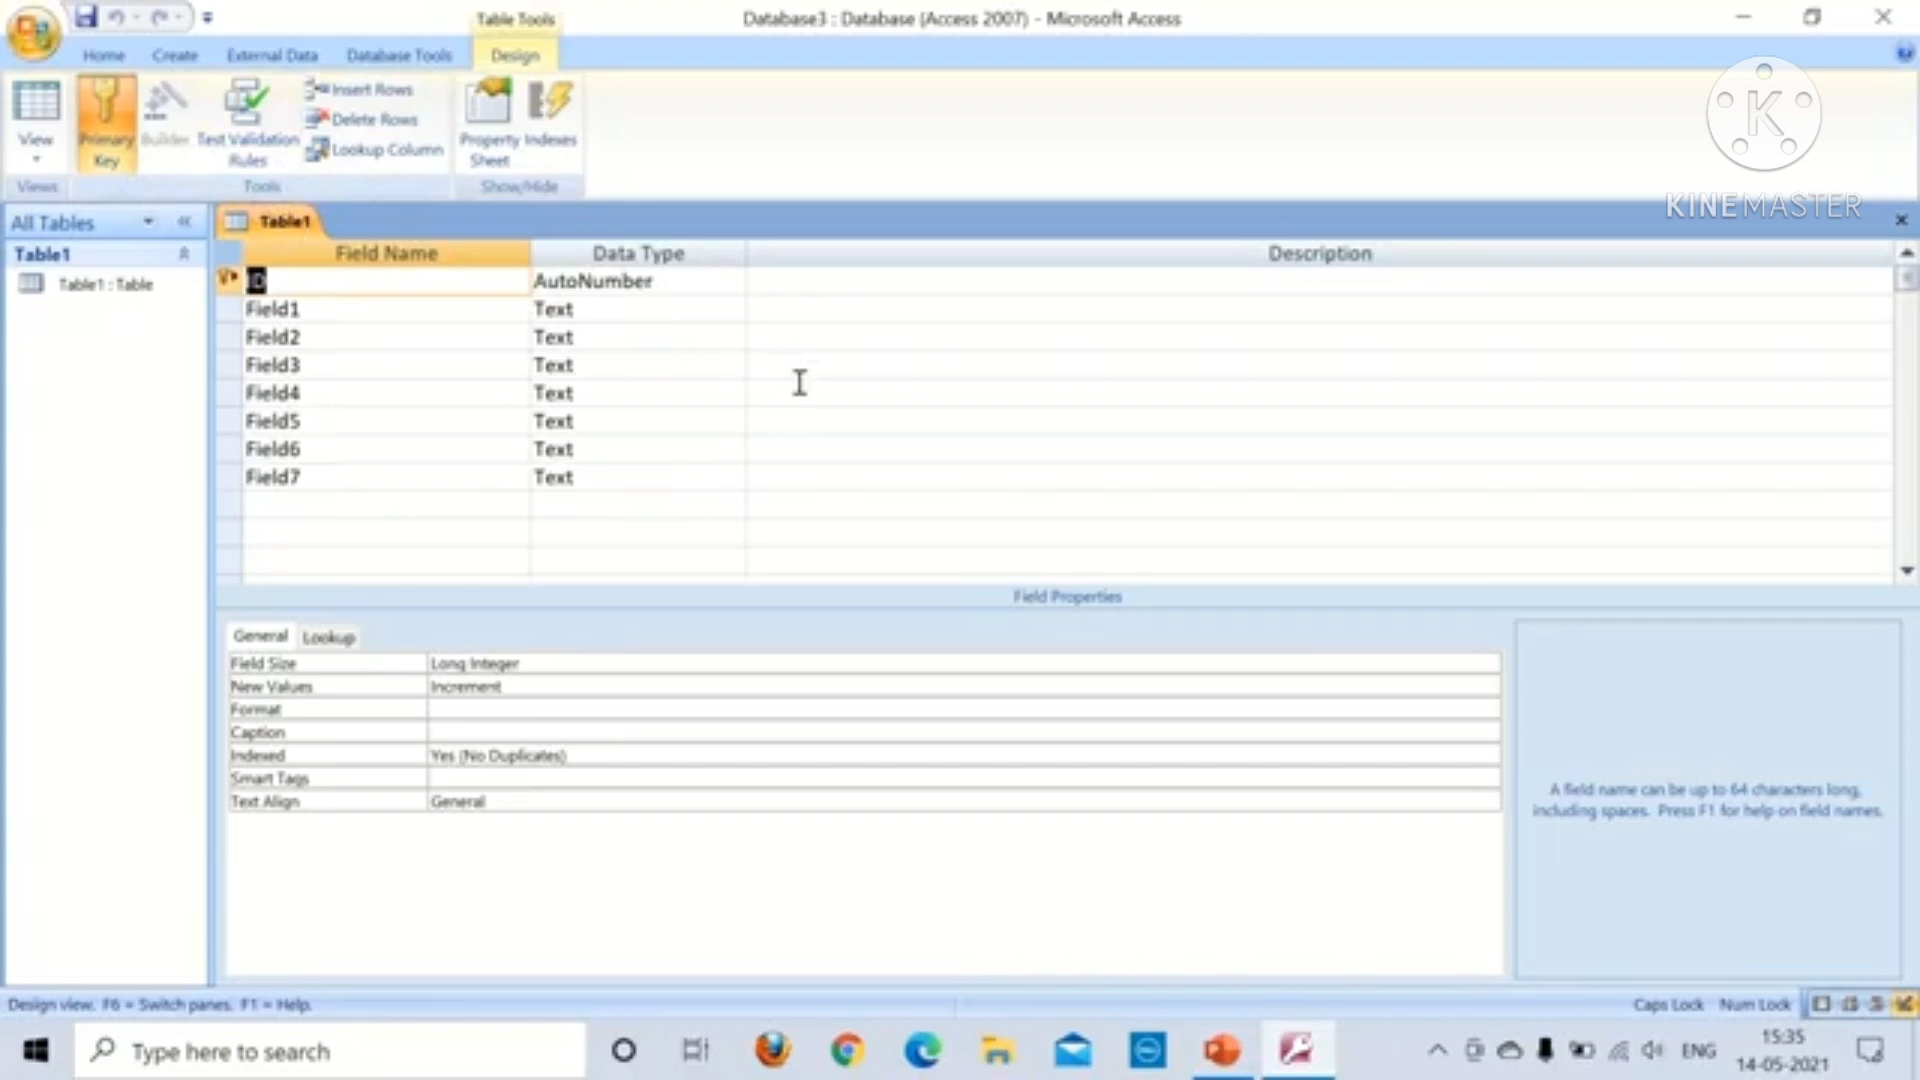 Table Tools
Database3 : Database (Access 2007) - Microsoft Access
Home Create External Data Database Tools Design
View
Primary Key
Builder
Test Validation Rules
Insert Rows
Delete Rows
Lookup Column
Property Sheet
Indexes
Views Tools Show/Hide
K
KINEMASTER
All Tables
Table1
Table1
Table1 : Table
Field Name Data Type Description
ID AutoNumber
Field1 Text
Field2 Text
Field3 Text
Field4 Text
Field5 Text
Field6 Text
Field7 Text
Field Properties
General Lookup
Field Size Long Integer
New Values Increment
Format
Caption
Indexed Yes (No Duplicates)
Smart Tags
Text Align General
A field name can be up to 64 characters long,
including spaces. Press F1 for help on field names.
Design view. F6 = Switch panes. F1 = Help.
Caps Lock Num Lock
Type here to search
ENG
15:35
14-05-2021